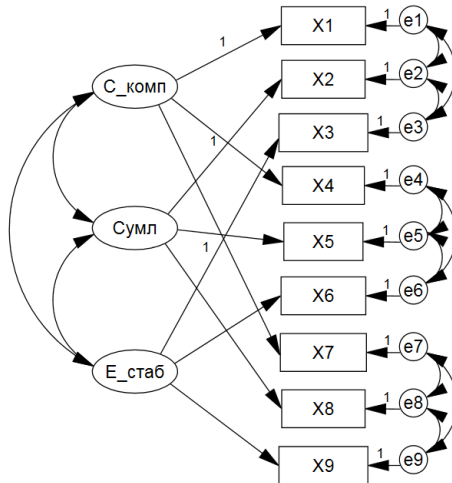 1 X1 1 e1
X2 1 e2
С_комп
X3 1 e3
1
X4 1 e4
Сумл
X5 1 e5
1
X6 1 e6
Е_стаб
X7 1 e7
X8 1 e8
X9 1 e9